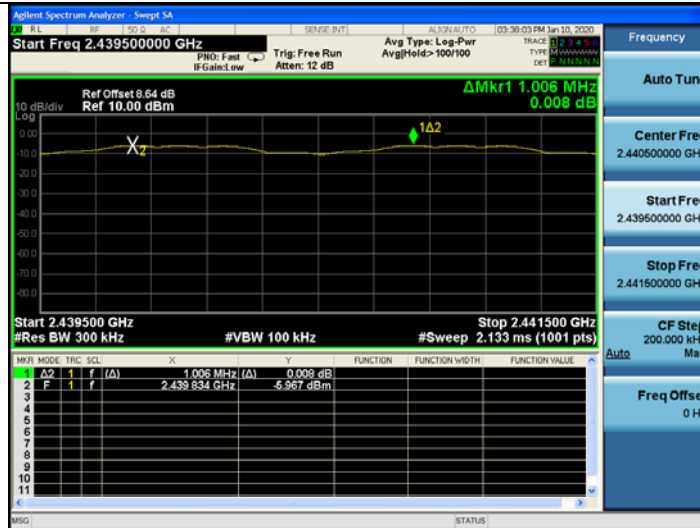 Agilent Spectrum Analyzer - Swept SA
RL RF 50 Ω AC SENSE:INT ALIGN AUTO 03:38:03 PM Jan 10, 2020
Start Freq 2.439500000 GHz
PNO: Fast
IFGain:Low
Trig: Free Run
Atten: 12 dB
Avg Type: Log-Pwr
Avg|Hold:> 100/100
TRACE 1 2 3 4 5 6
TYPE M
DET P N N N N N
Ref Offset 8.64 dB
10 dB/div Ref 10.00 dBm
Log
ΔMkr1 1.006 MHz
0.008 dB
0.00
-10.0
-20.0
-30.0
-40.0
-50.0
-60.0
-70.0
-80.0
1Δ2
X2
Start 2.439500 GHz Stop 2.441500 GHz
#Res BW 300 kHz #VBW 100 kHz #Sweep 2.133 ms (1001 pts)
MKR MODE TRC SCL X Y FUNCTION FUNCTION WIDTH FUNCTION VALUE
1 Δ2 1 f (Δ) 1.006 MHz (Δ) 0.008 dB
2 F 1 f 2.439 834 GHz -5.967 dBm
3
4
5
6
7
8
9
10
11
MSG STATUS
Frequency
Auto Tun
Center Fre
2.440500000 GH
Start Fre
2.439500000 GH
Stop Fre
2.441500000 GH
CF Step
200.000 kH
Auto Ma
Freq Offse
0 H